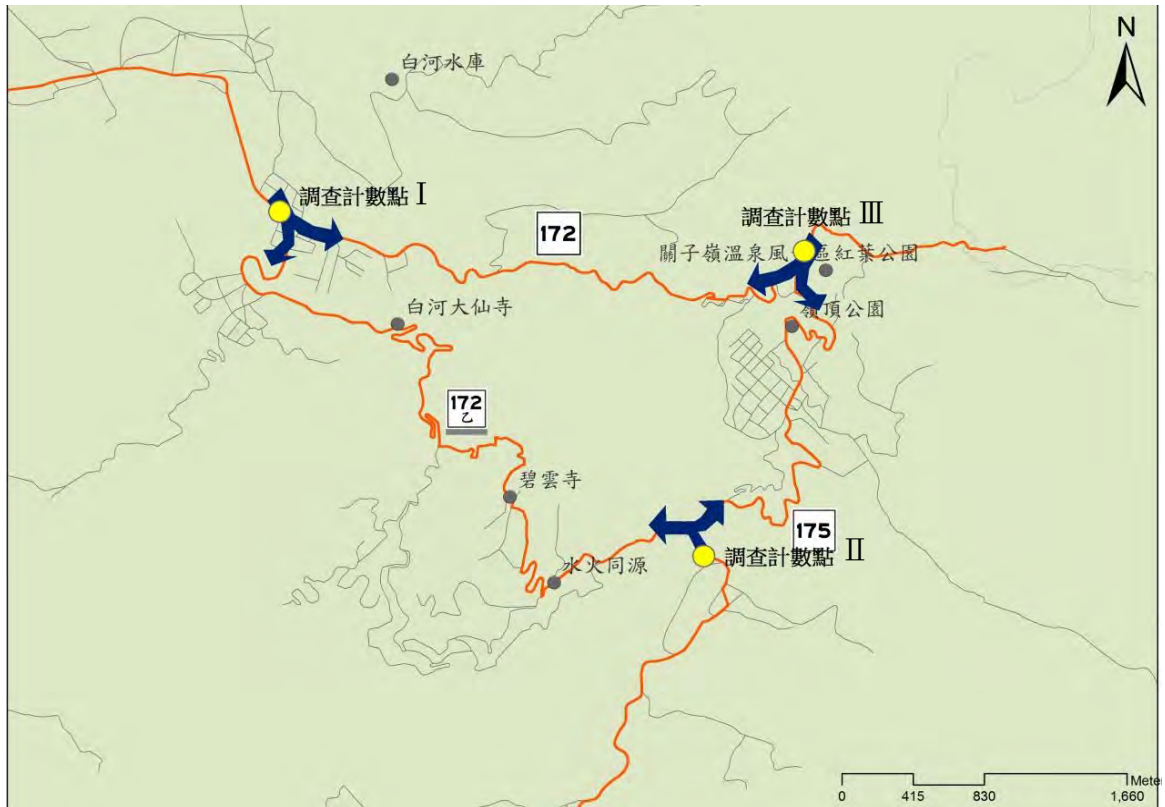 N
白河水庫
調查計數點 Ⅰ
172
調查計數點 Ⅲ
關子嶺溫泉風 區紅葉公園
白河大仙寺
嶺頂公園
172
乙
碧雲寺
175
調查計數點 Ⅱ
水火同源
Meter
0 415 830 1,660